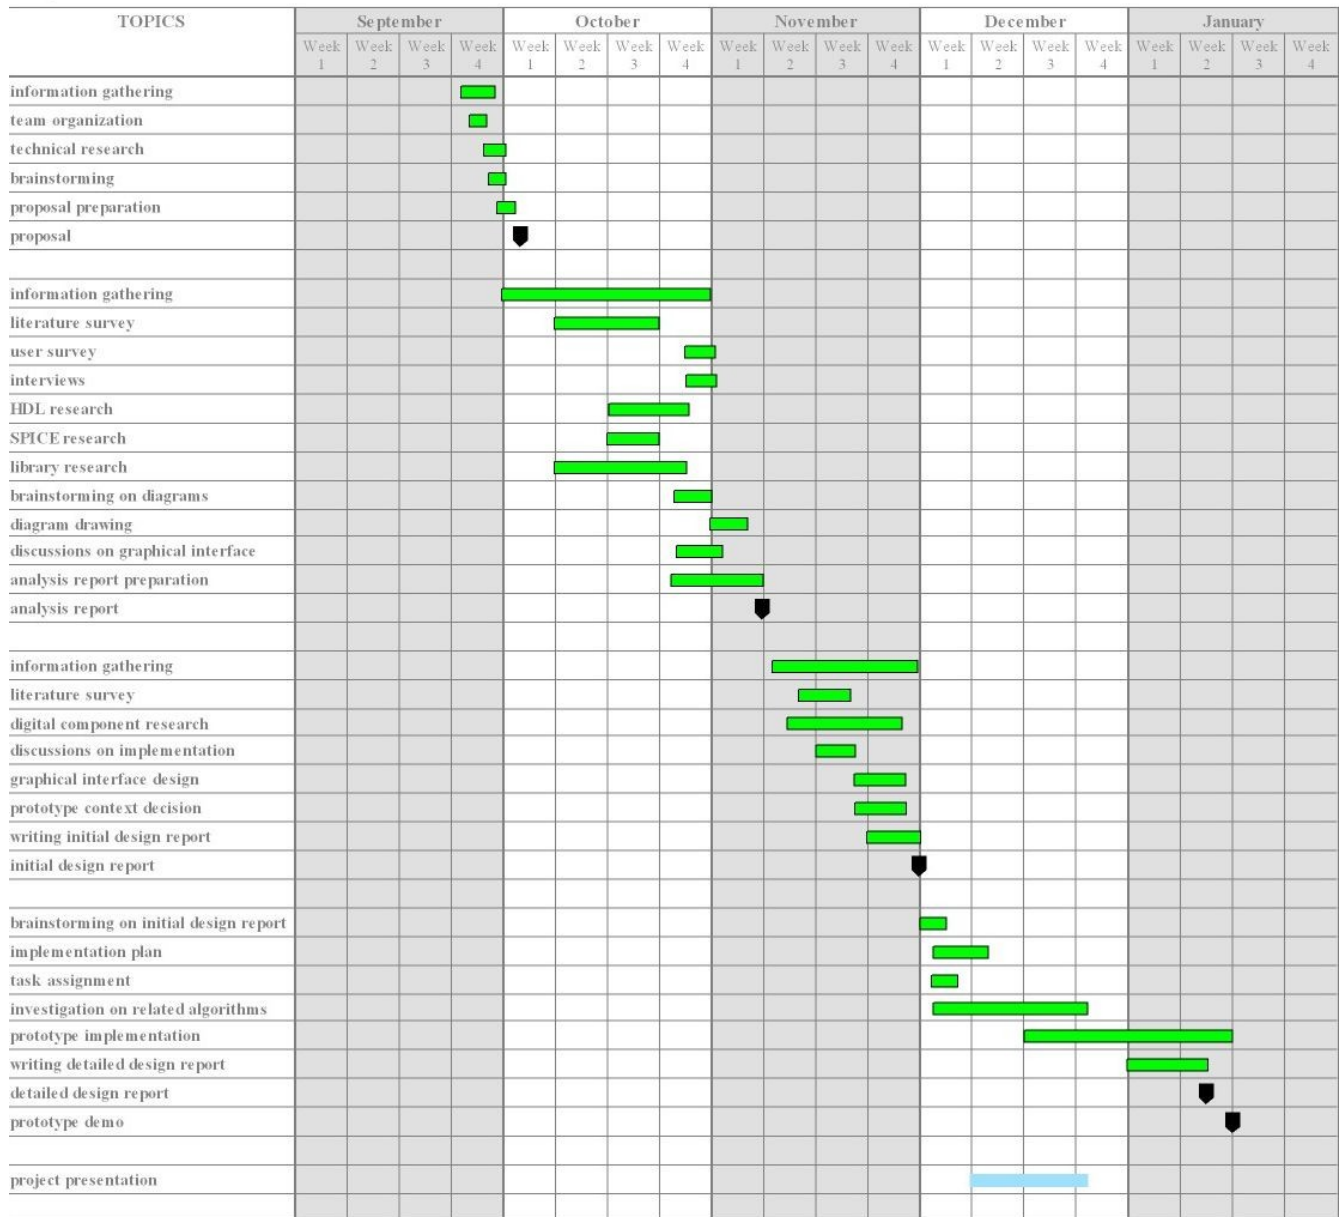 TOPICS September October November December January
Week Week Week Week Week Week Week Week Week Week Week Week Week Week Week Week Week Week Week Week
1 2 3 4 1 2 3 4 1 2 3 4 1 2 3 4 1 2 3 4
information gathering
team organization
technical research
brainstorming
proposal preparation
proposal
information gathering
literature survey
user survey
interviews
HDL research
SPICE research
library research
brainstorming on diagrams
diagram drawing
discussions on graphical interface
analysis report preparation
analysis report
information gathering
literature survey
digital component research
discussions on implementation
graphical interface design
prototype context decision
writing initial design report
initial design report
brainstorming on initial design report
implementation plan
task assignment
investigation on related algorithms
prototype implementation
writing detailed design report
detailed design report
prototype demo
project presentation